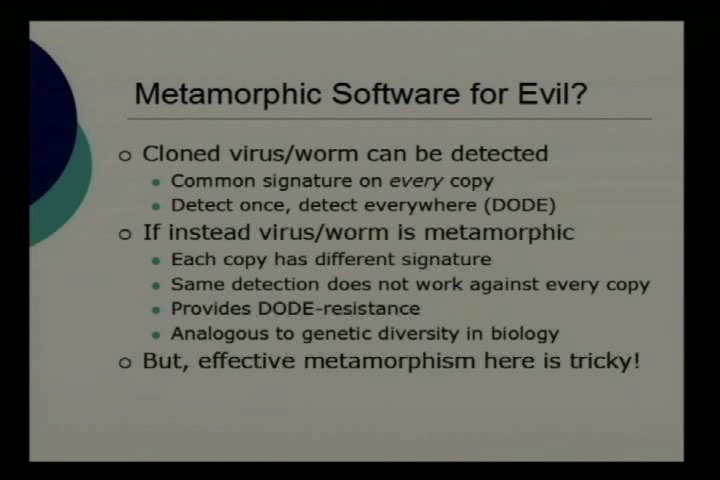 Metamorphic Software for Evil?
Cloned virus/worm can be detected
Common signature on every copy
Detect once, detect everywhere (DODE)
If instead virus/worm is metamorphic
Each copy has different signature
Same detection does not work against every copy
Provides DODE-resistance
Analogous to genetic diversity in biology
But, effective metamorphism here is tricky!